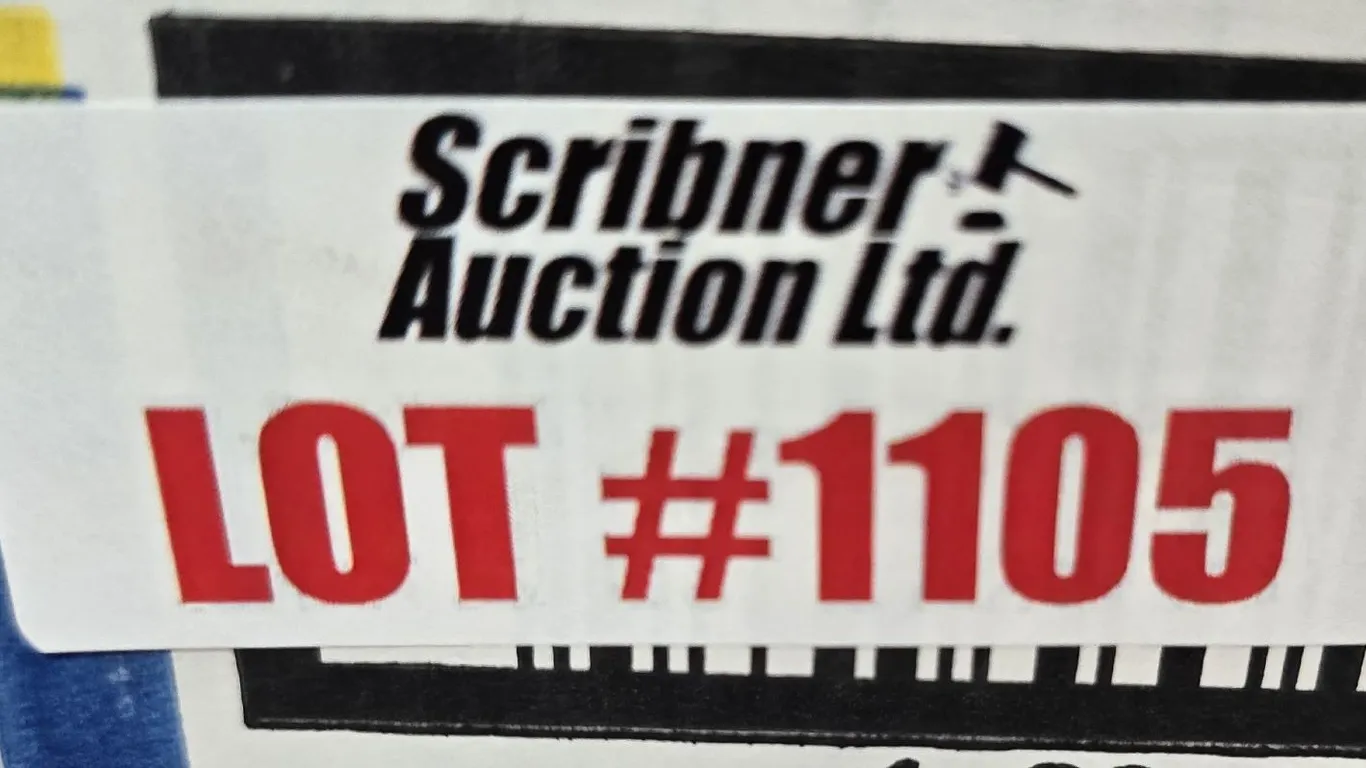 Scribner
Auction Ltd.
LOT #1105